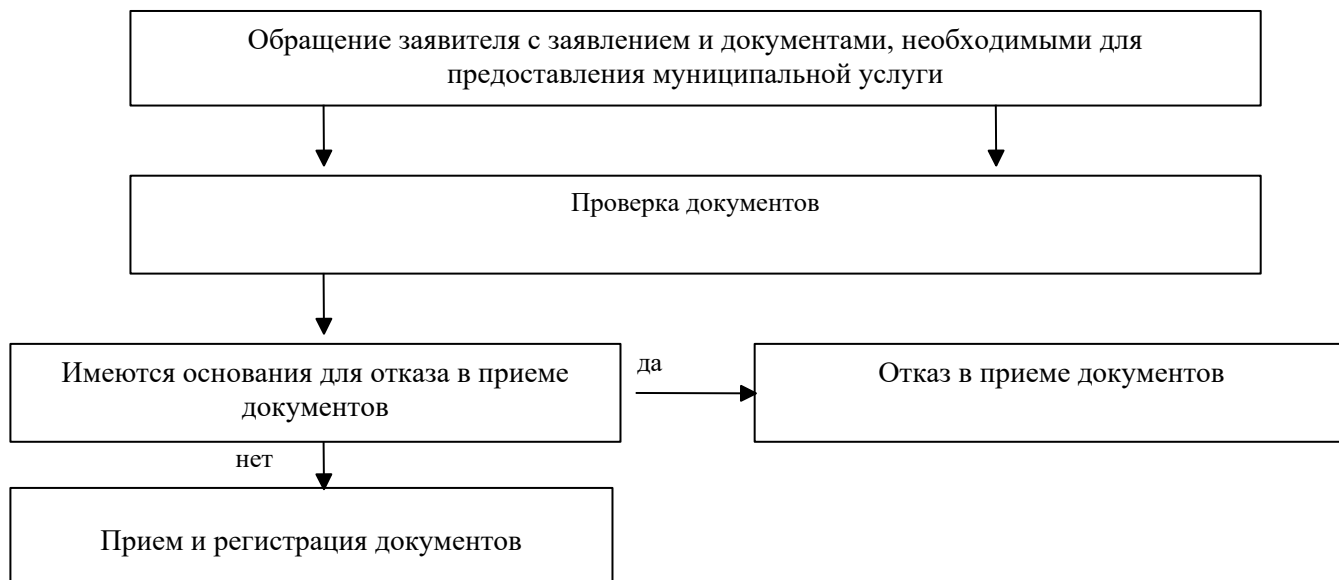 Обращение заявителя с заявлением и документами, необходимыми для
предоставления муниципальной услуги
Проверка документов
Имеются основания для отказа в приеме
документов
да
Отказ в приеме документов
нет
Прием и регистрация документов